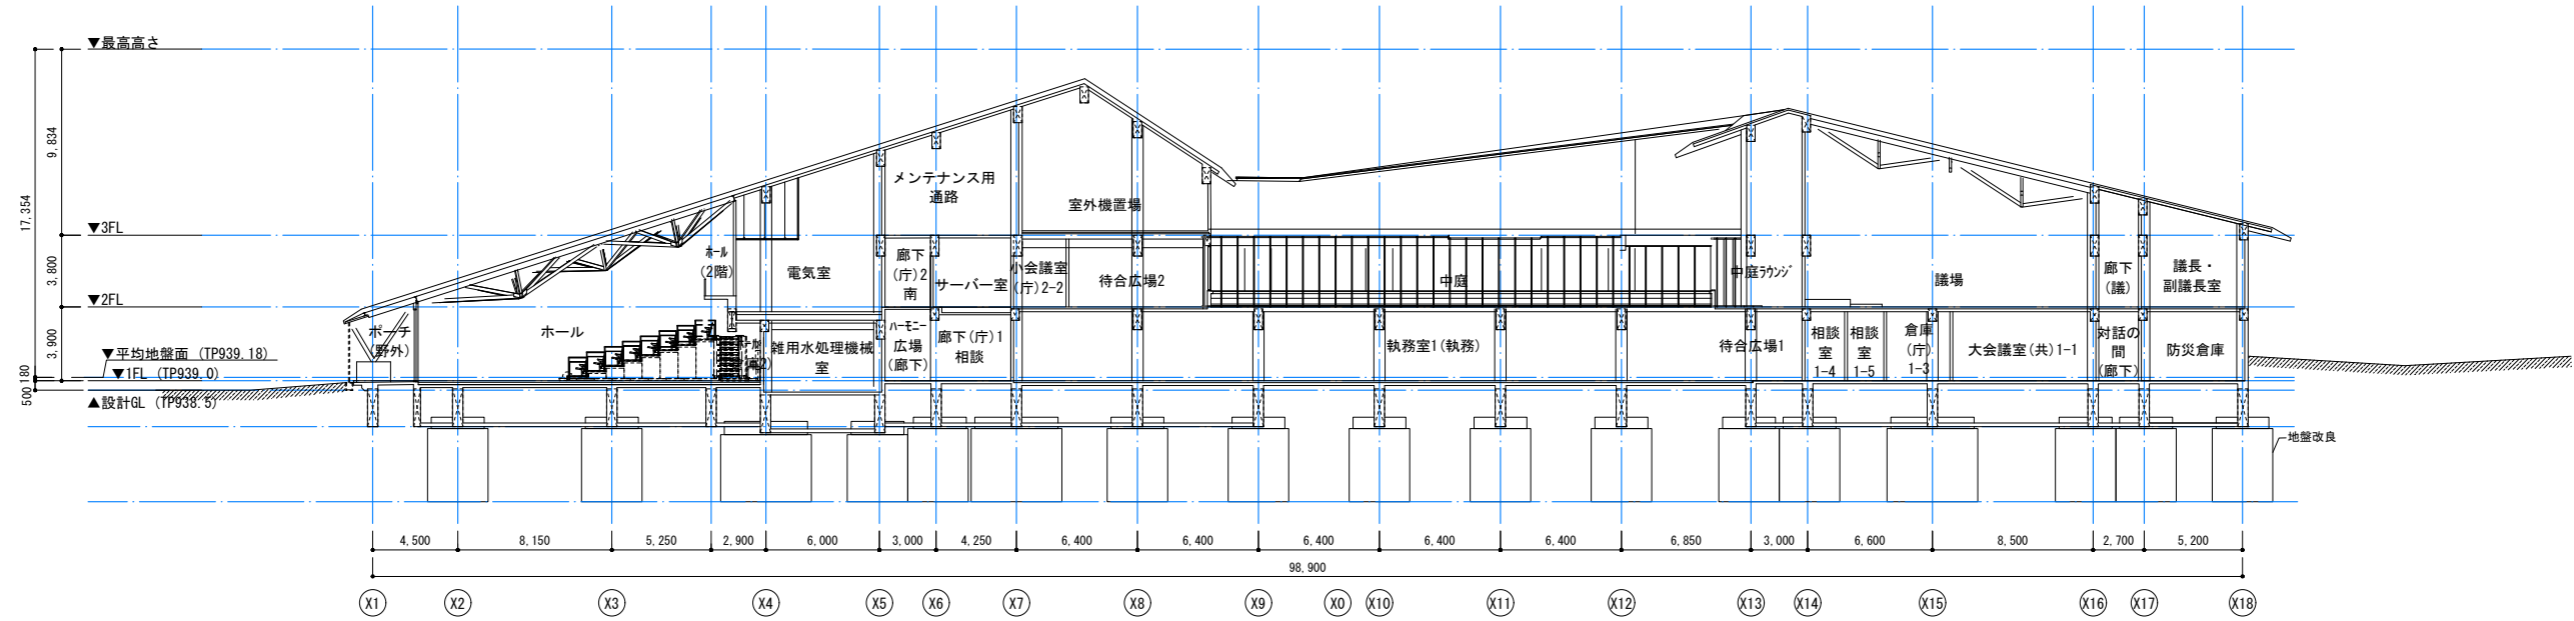 ▼最高高さ
9,834
17,354
メンテナンス用
通路
室外機置場
▼3FL
3,800
ホール
(2階)
電気室
廊下
(庁)2
南
サーバー室
小会議室
(庁)2-2
待合広場2
中庭
中庭ラウンジ
議場
廊下
(議)
議長・
副議長室
▼2FL
3,900
ポーチ
(野外)
ホール
雑用水処理機械
室
ハーモニー
広場
(廊下)
廊下(庁)1
相談
執務室1(執務)
待合広場1
相談
室
1-4
相談
室
1-5
倉庫
(庁)
1-3
大会議室(共)1-1
対話の
間
(廊下)
防災倉庫
▼平均地盤面 (TP939.18)
180
▼1FL (TP939.0)
500
▲設計GL (TP938.5)
地盤改良
4,500
8,150
5,250
2,900
6,000
3,000
4,250
6,400
6,400
6,400
6,400
6,400
6,850
3,000
6,600
8,500
2,700
5,200
98,900
X1
X2
X3
X4
X5
X6
X7
X8
X9
X0
X10
X11
X12
X13
X14
X15
X16
X17
X18